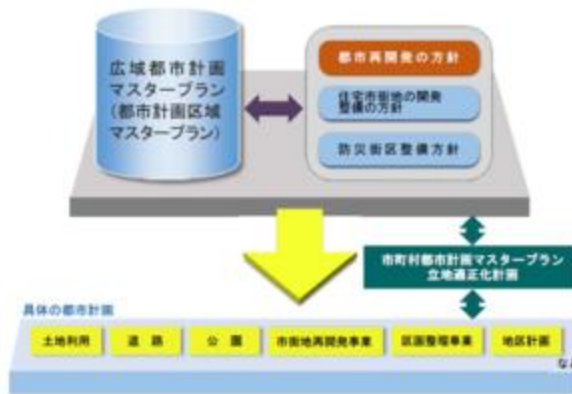 広域都市計画
マスタープラン
(都市計画区域
マスタープラン)
都市再開発の方針
住宅市街地の開発
整備の方針
防災街区整備方針
市町村都市計画マスタープラン
立地適正化計画
具体の都市計画
土地利用
道路
公園
市街地再開発事業
区画整理事業
地区計画
など